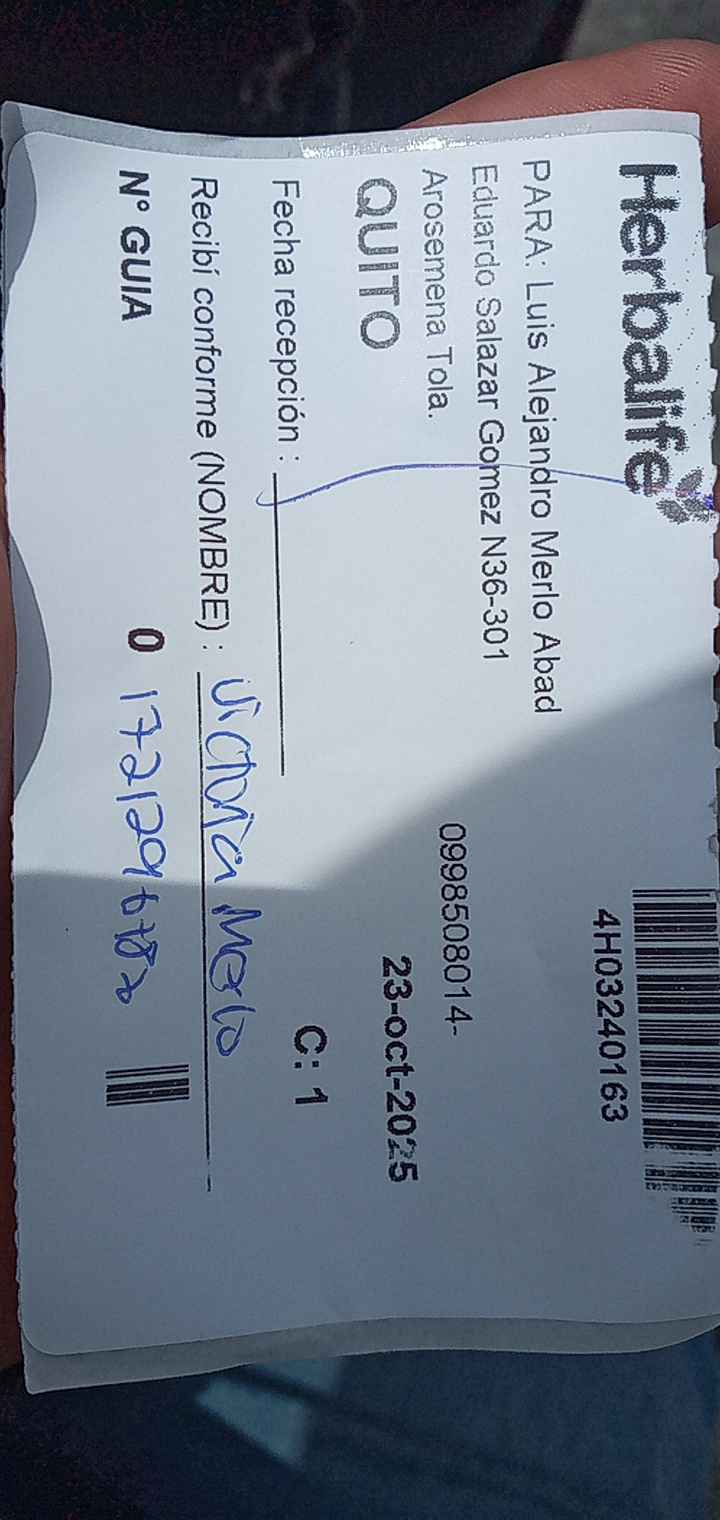 Herbalife
4H03240163
PARA: Luis Alejandro Merlo Abad
Eduardo Salazar Gomez N36-301
Arosemena Tola.
0998508014-
QUITO
23-oct-2025
Fecha recepción :
C: 1
Recibí conforme (NOMBRE) : Victoria Merlo
N° GUIA 0